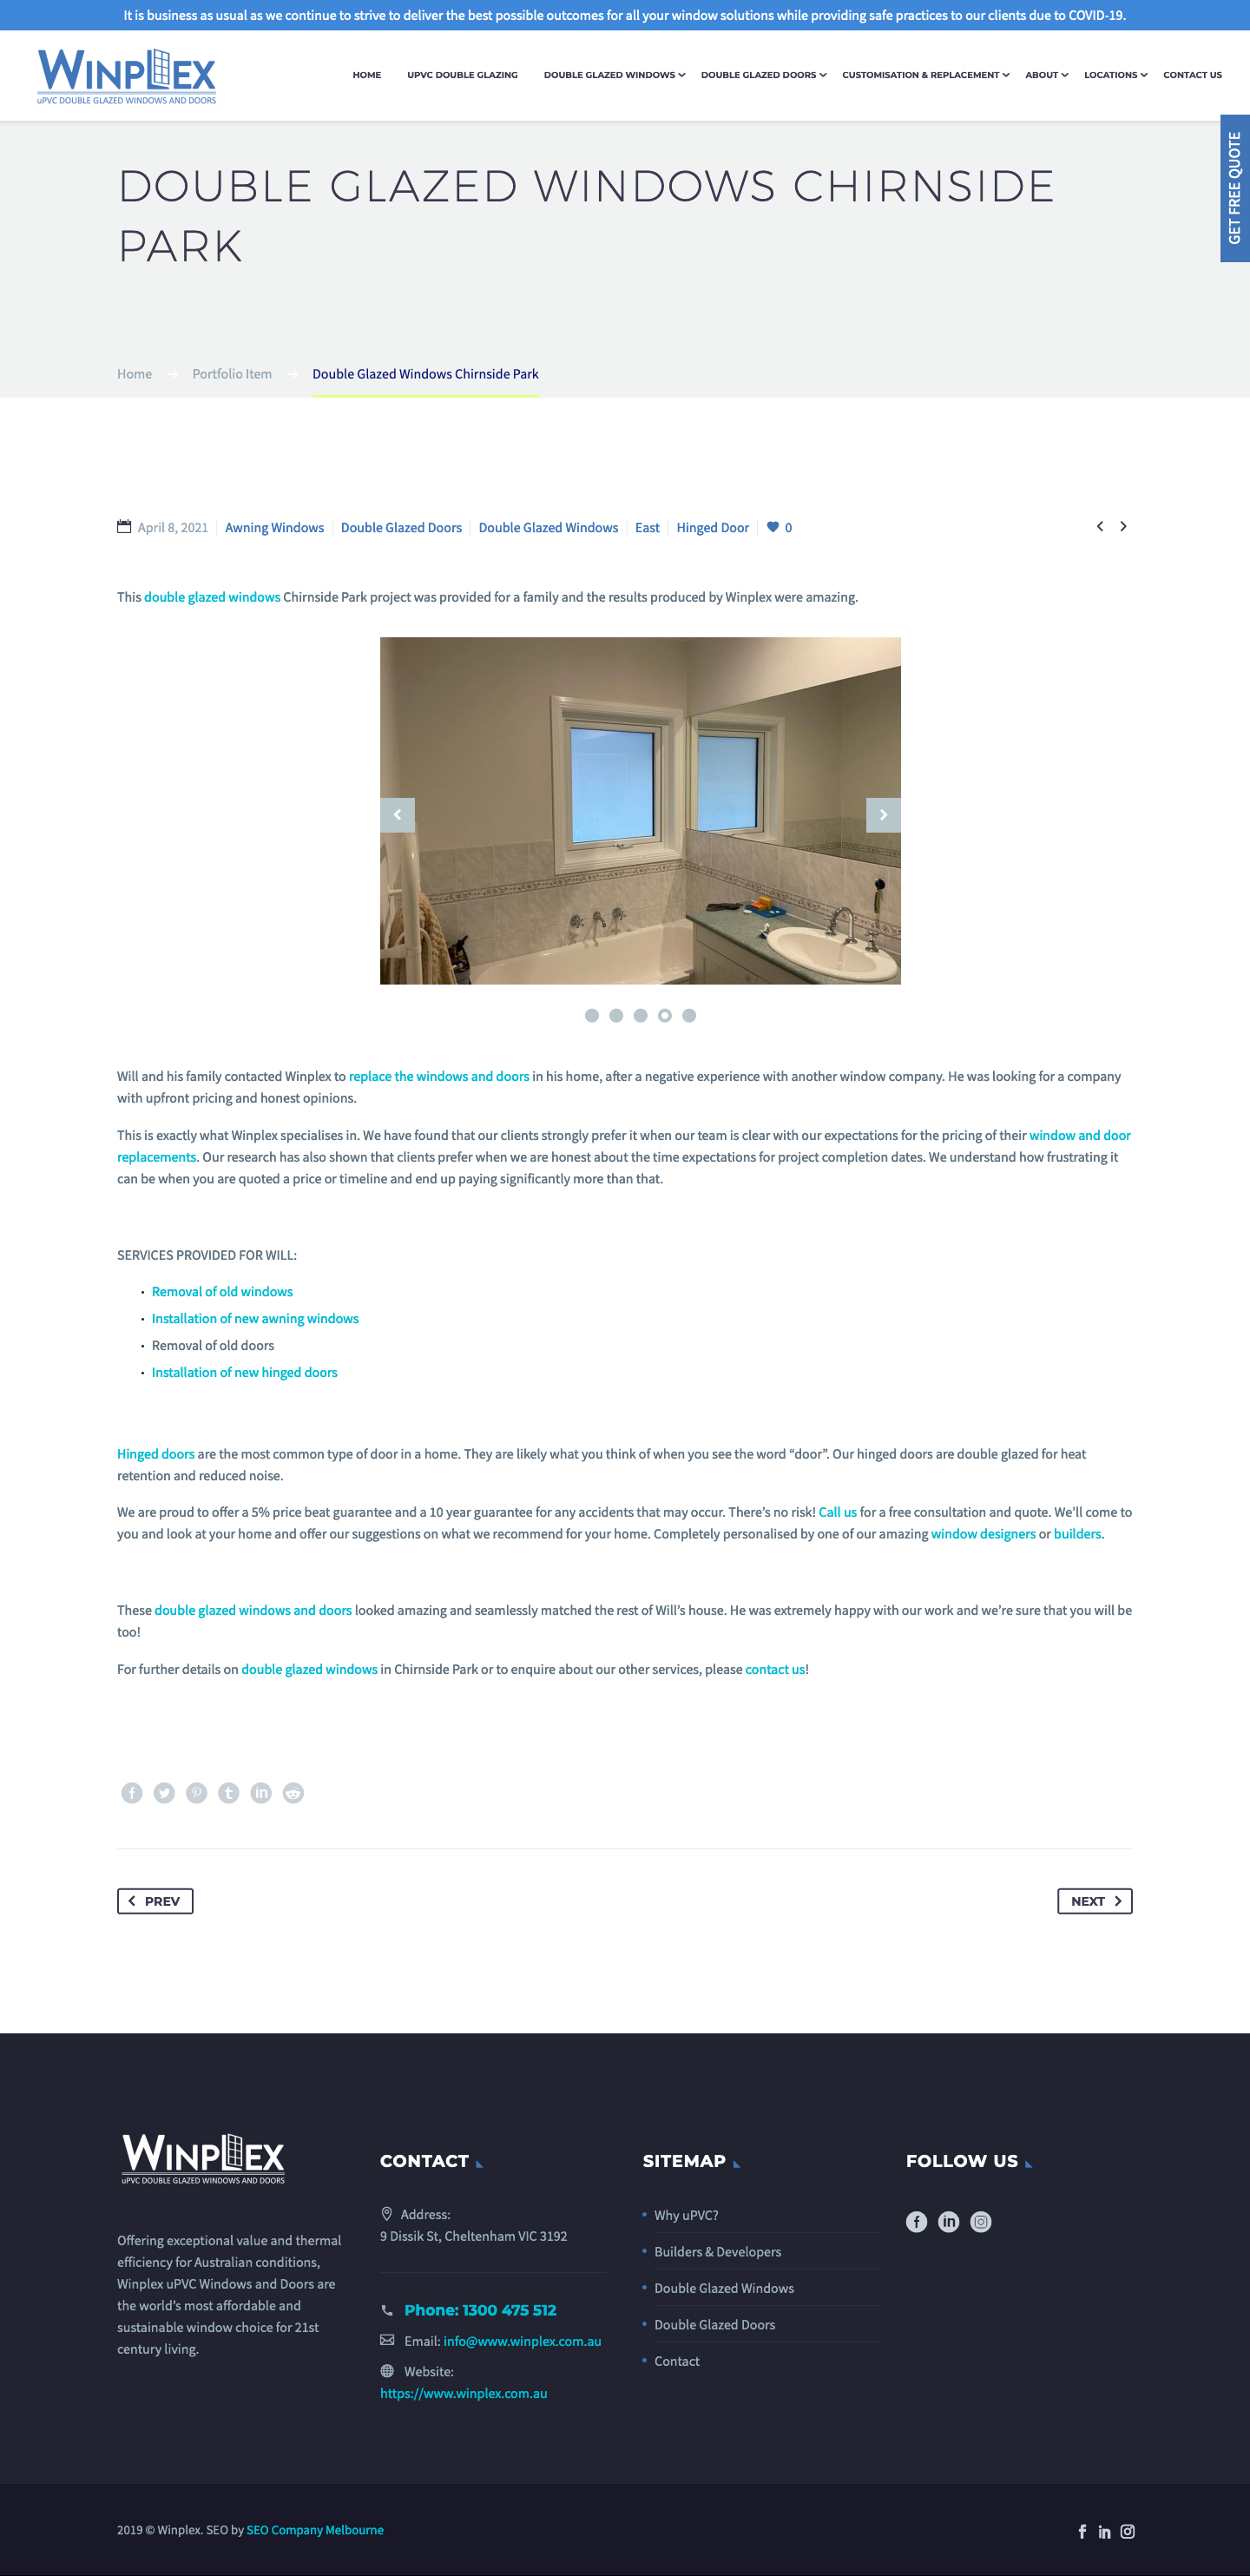 It is business as usual as we continue to strive to deliver the best possible outcomes for all your window solutions while providing safe practices to our clients due to COVID-19.
WINPLEX
uPVC DOUBLE GLAZED WINDOWS AND DOORS
HOME
UPVC DOUBLE GLAZING
DOUBLE GLAZED WINDOWS
DOUBLE GLAZED DOORS
CUSTOMISATION & REPLACEMENT
ABOUT
LOCATIONS
CONTACT US
GET FREE QUOTE
DOUBLE GLAZED WINDOWS CHIRNSIDE
PARK
Home
Portfolio Item
Double Glazed Windows Chirnside Park
April 8, 2021
Awning Windows
Double Glazed Doors
Double Glazed Windows
East
Hinged Door
0
This double glazed windows Chirnside Park project was provided for a family and the results produced by Winplex were amazing.
Will and his family contacted Winplex to replace the windows and doors in his home, after a negative experience with another window company. He was looking for a company
with upfront pricing and honest opinions.
This is exactly what Winplex specialises in. We have found that our clients strongly prefer it when our team is clear with our expectations for the pricing of their window and door
replacements. Our research has also shown that clients prefer when we are honest about the time expectations for project completion dates. We understand how frustrating it
can be when you are quoted a price or timeline and end up paying significantly more than that.
SERVICES PROVIDED FOR WILL:
• Removal of old windows
• Installation of new awning windows
• Removal of old doors
• Installation of new hinged doors
Hinged doors are the most common type of door in a home. They are likely what you think of when you see the word “door”. Our hinged doors are double glazed for heat
retention and reduced noise.
We are proud to offer a 5% price beat guarantee and a 10 year guarantee for any accidents that may occur. There’s no risk! Call us for a free consultation and quote. We’ll come to
you and look at your home and offer our suggestions on what we recommend for your home. Completely personalised by one of our amazing window designers or builders.
These double glazed windows and doors looked amazing and seamlessly matched the rest of Will’s house. He was extremely happy with our work and we’re sure that you will be
too!
For further details on double glazed windows in Chirnside Park or to enquire about our other services, please contact us!
PREV
NEXT
WINPLEX
uPVC DOUBLE GLAZED WINDOWS AND DOORS
Offering exceptional value and thermal
efficiency for Australian conditions,
Winplex uPVC Windows and Doors are
the world’s most affordable and
sustainable window choice for 21st
century living.
CONTACT
Address:
9 Dissik St, Cheltenham VIC 3192
Phone: 1300 475 512
Email: info@www.winplex.com.au
Website:
https://www.winplex.com.au
SITEMAP
Why uPVC?
Builders & Developers
Double Glazed Windows
Double Glazed Doors
Contact
FOLLOW US
2019 © Winplex. SEO by SEO Company Melbourne